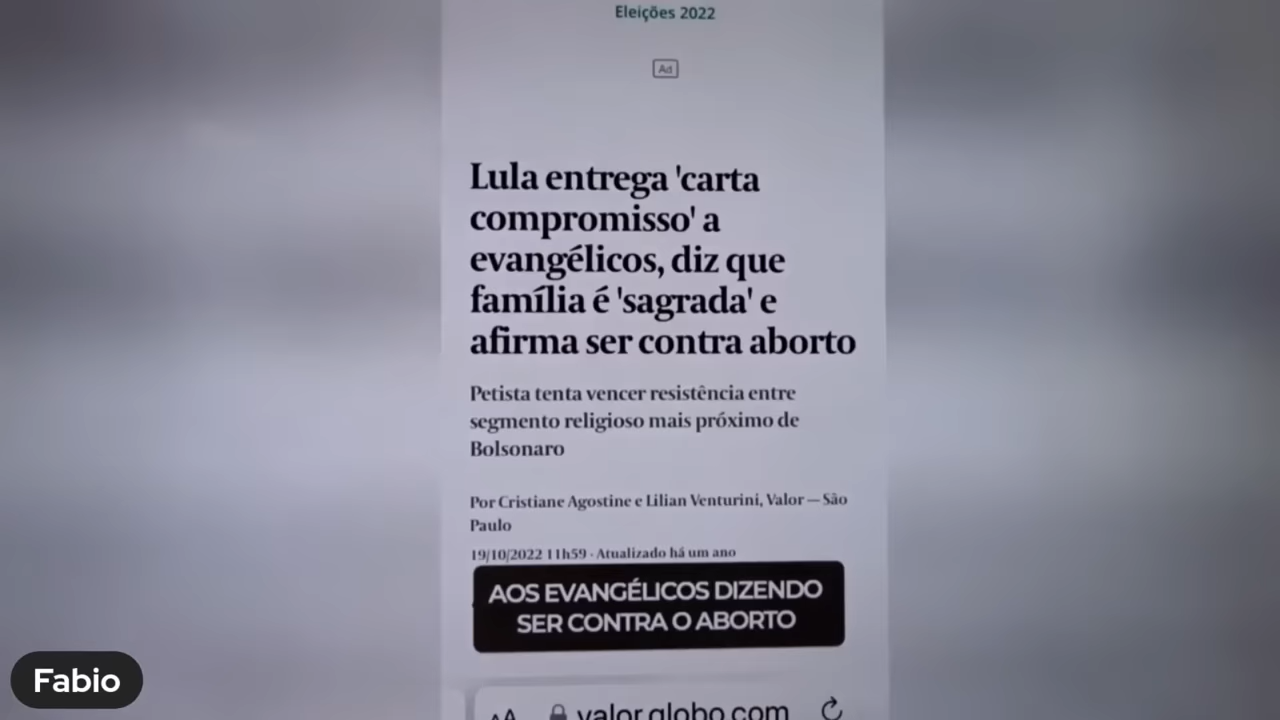 Eleições 2022
Ad
Lula entrega 'carta
compromisso' a
evangélicos, diz que
família é 'sagrada' e
afirma ser contra aborto
Petista tenta vencer resistência entre
segmento religioso mais próximo de
Bolsonaro
Por Cristiane Agostine e Lilian Venturini, Valor — São
Paulo
19/10/2022 11h59 · Atualizado há um ano
AOS EVANGÉLICOS DIZENDO
SER CONTRA O ABORTO
Fabio
AA valor.globo.com